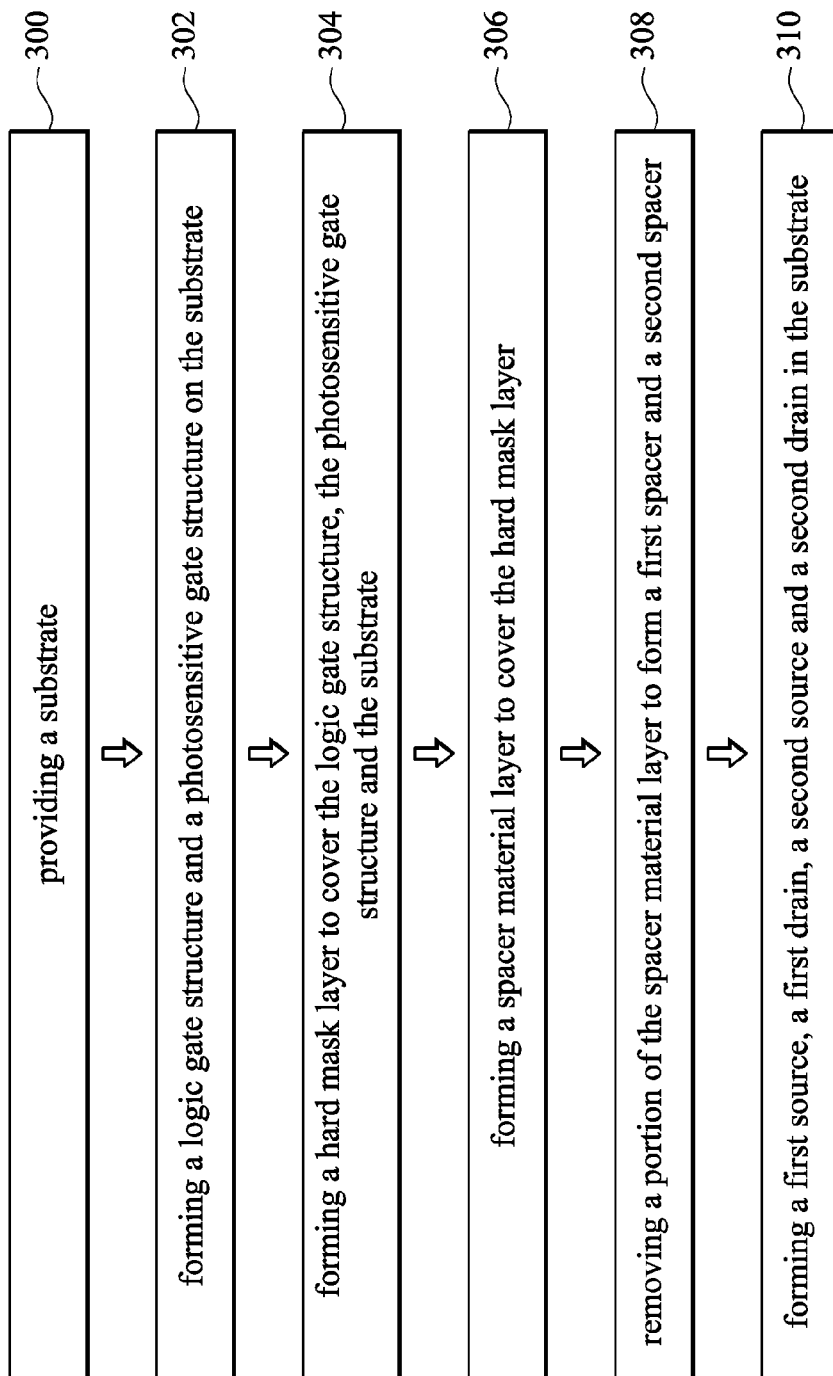 providing a substrate
300
forming a logic gate structure and a photosensitive gate structure on the substrate
302
forming a hard mask layer to cover the logic gate structure, the photosensitive gate
structure and the substrate
304
forming a spacer material layer to cover the hard mask layer
306
removing a portion of the spacer material layer to form a first spacer and a second spacer
308
forming a first source, a first drain, a second source and a second drain in the substrate
310